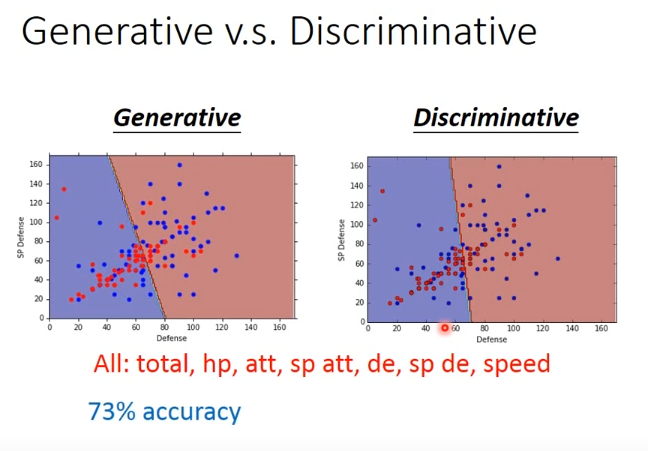 Generative v.s. Discriminative
Generative
Discriminative
160
140
120
100
80
60
40
20
0
SP Defense
0 20 40 60 80 100 120 140 160
Defense
160
140
120
100
80
60
40
20
0
SP Defense
0 20 40 60 80 100 120 140 160
Defense
All: total, hp, att, sp att, de, sp de, speed
73% accuracy